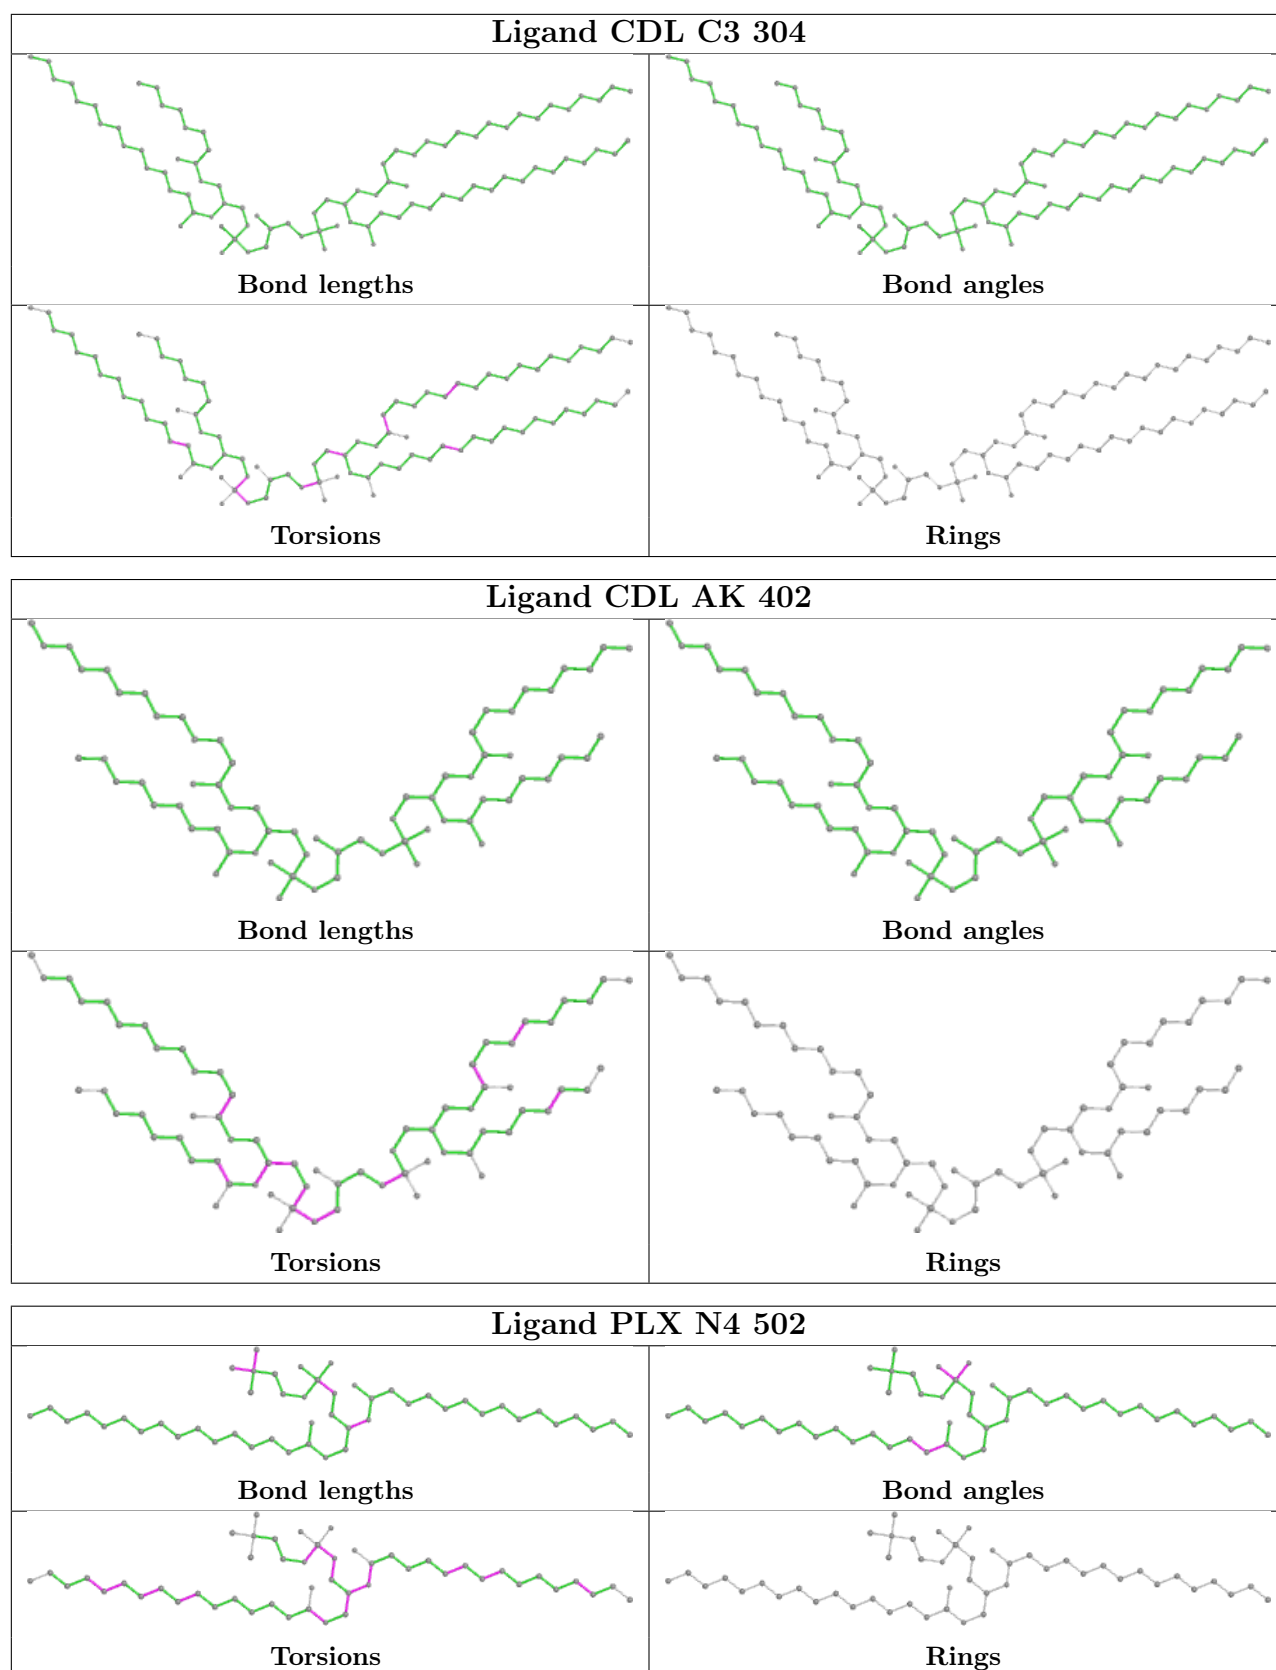 Ligand CDL C3 304
Bond lengths
Bond angles
Torsions
Rings
Ligand CDL AK 402
Bond lengths
Bond angles
Torsions
Rings
Ligand PLX N4 502
Bond lengths
Bond angles
Torsions
Rings